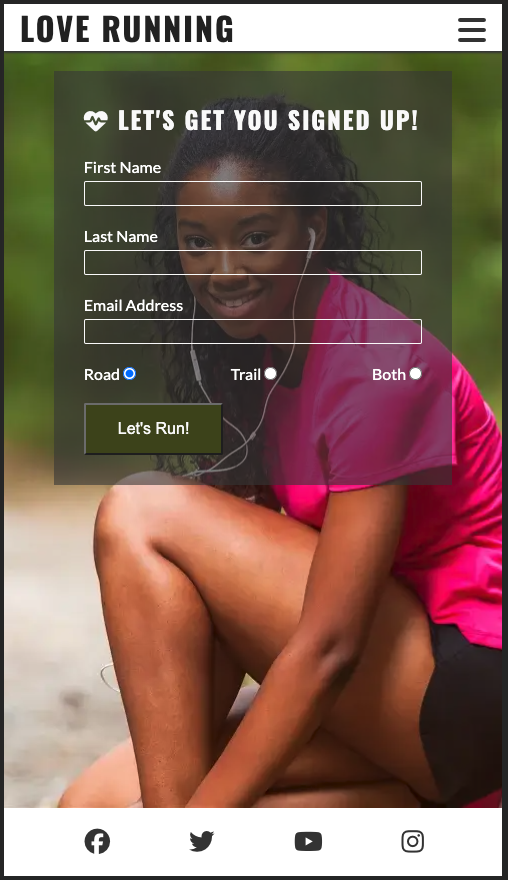 LOVE RUNNING
LET'S GET YOU SIGNED UP!
First Name
Last Name
Email Address
Road Trail Both
Let's Run!